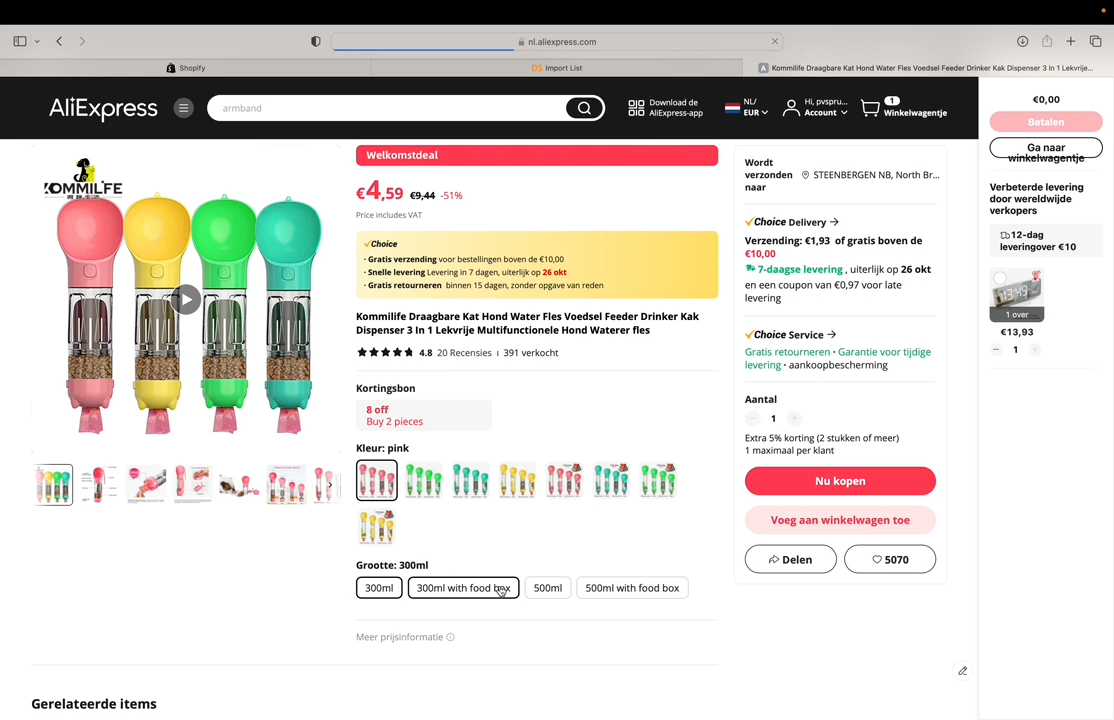 nl.aliexpress.com
Shopify
DS Import List
Kommilife Draagbare Kat Hond Water Fles Voedsel Feeder Drinker Kak Dispenser 3 In 1 Lekvrije...
AliExpress
armband
Download de
AliExpress-app
NL/
EUR
Hi, pvspru...
Account
1
Winkelwagentje
€0,00
Betalen
Ga naar
winkelwagentje
Verbeterde levering
door wereldwijde
verkopers
12-dag
leveringover €10
1 over
€13,93
1
KOMMILFE
Welkomstdeal
€4,59 €9,44 -51%
Price includes VAT
Choice
· Gratis verzending voor bestellingen boven de €10,00
· Snelle levering Levering in 7 dagen, uiterlijk op 26 okt
· Gratis retourneren binnen 15 dagen, zonder opgave van reden
Kommilife Draagbare Kat Hond Water Fles Voedsel Feeder Drinker Kak
Dispenser 3 In 1 Lekvrije Multifunctionele Hond Waterer fles
4.8 20 Recensies 391 verkocht
Kortingsbon
8 off
Buy 2 pieces
Kleur: pink
Grootte: 300ml
300ml
300ml with food box
500ml
500ml with food box
Meer prijsinformatie
Wordt
verzonden
naar
STEENBERGEN NB, North Br...
Choice Delivery
Verzending: €1,93 of gratis boven de
€10,00
7-daagse levering , uiterlijk op 26 okt
en een coupon van €0,97 voor late
levering
Choice Service
Gratis retourneren · Garantie voor tijdige
levering · aankoopbescherming
Aantal
1
Extra 5% korting (2 stukken of meer)
1 maximaal per klant
Nu kopen
Voeg aan winkelwagen toe
Delen
5070
Gerelateerde items